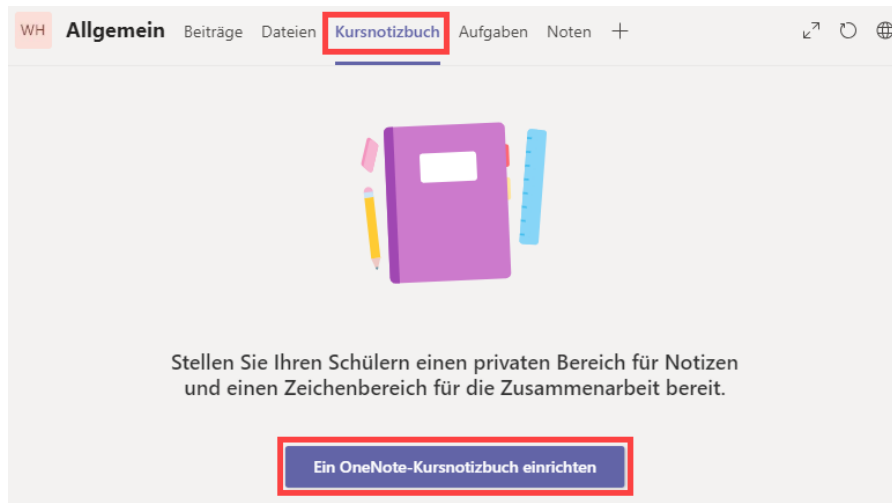 WH Allgemein Beiträge Dateien Kursnotizbuch Aufgaben Noten +
Stellen Sie Ihren Schülern einen privaten Bereich für Notizen
und einen Zeichenbereich für die Zusammenarbeit bereit.
Ein OneNote-Kursnotizbuch einrichten